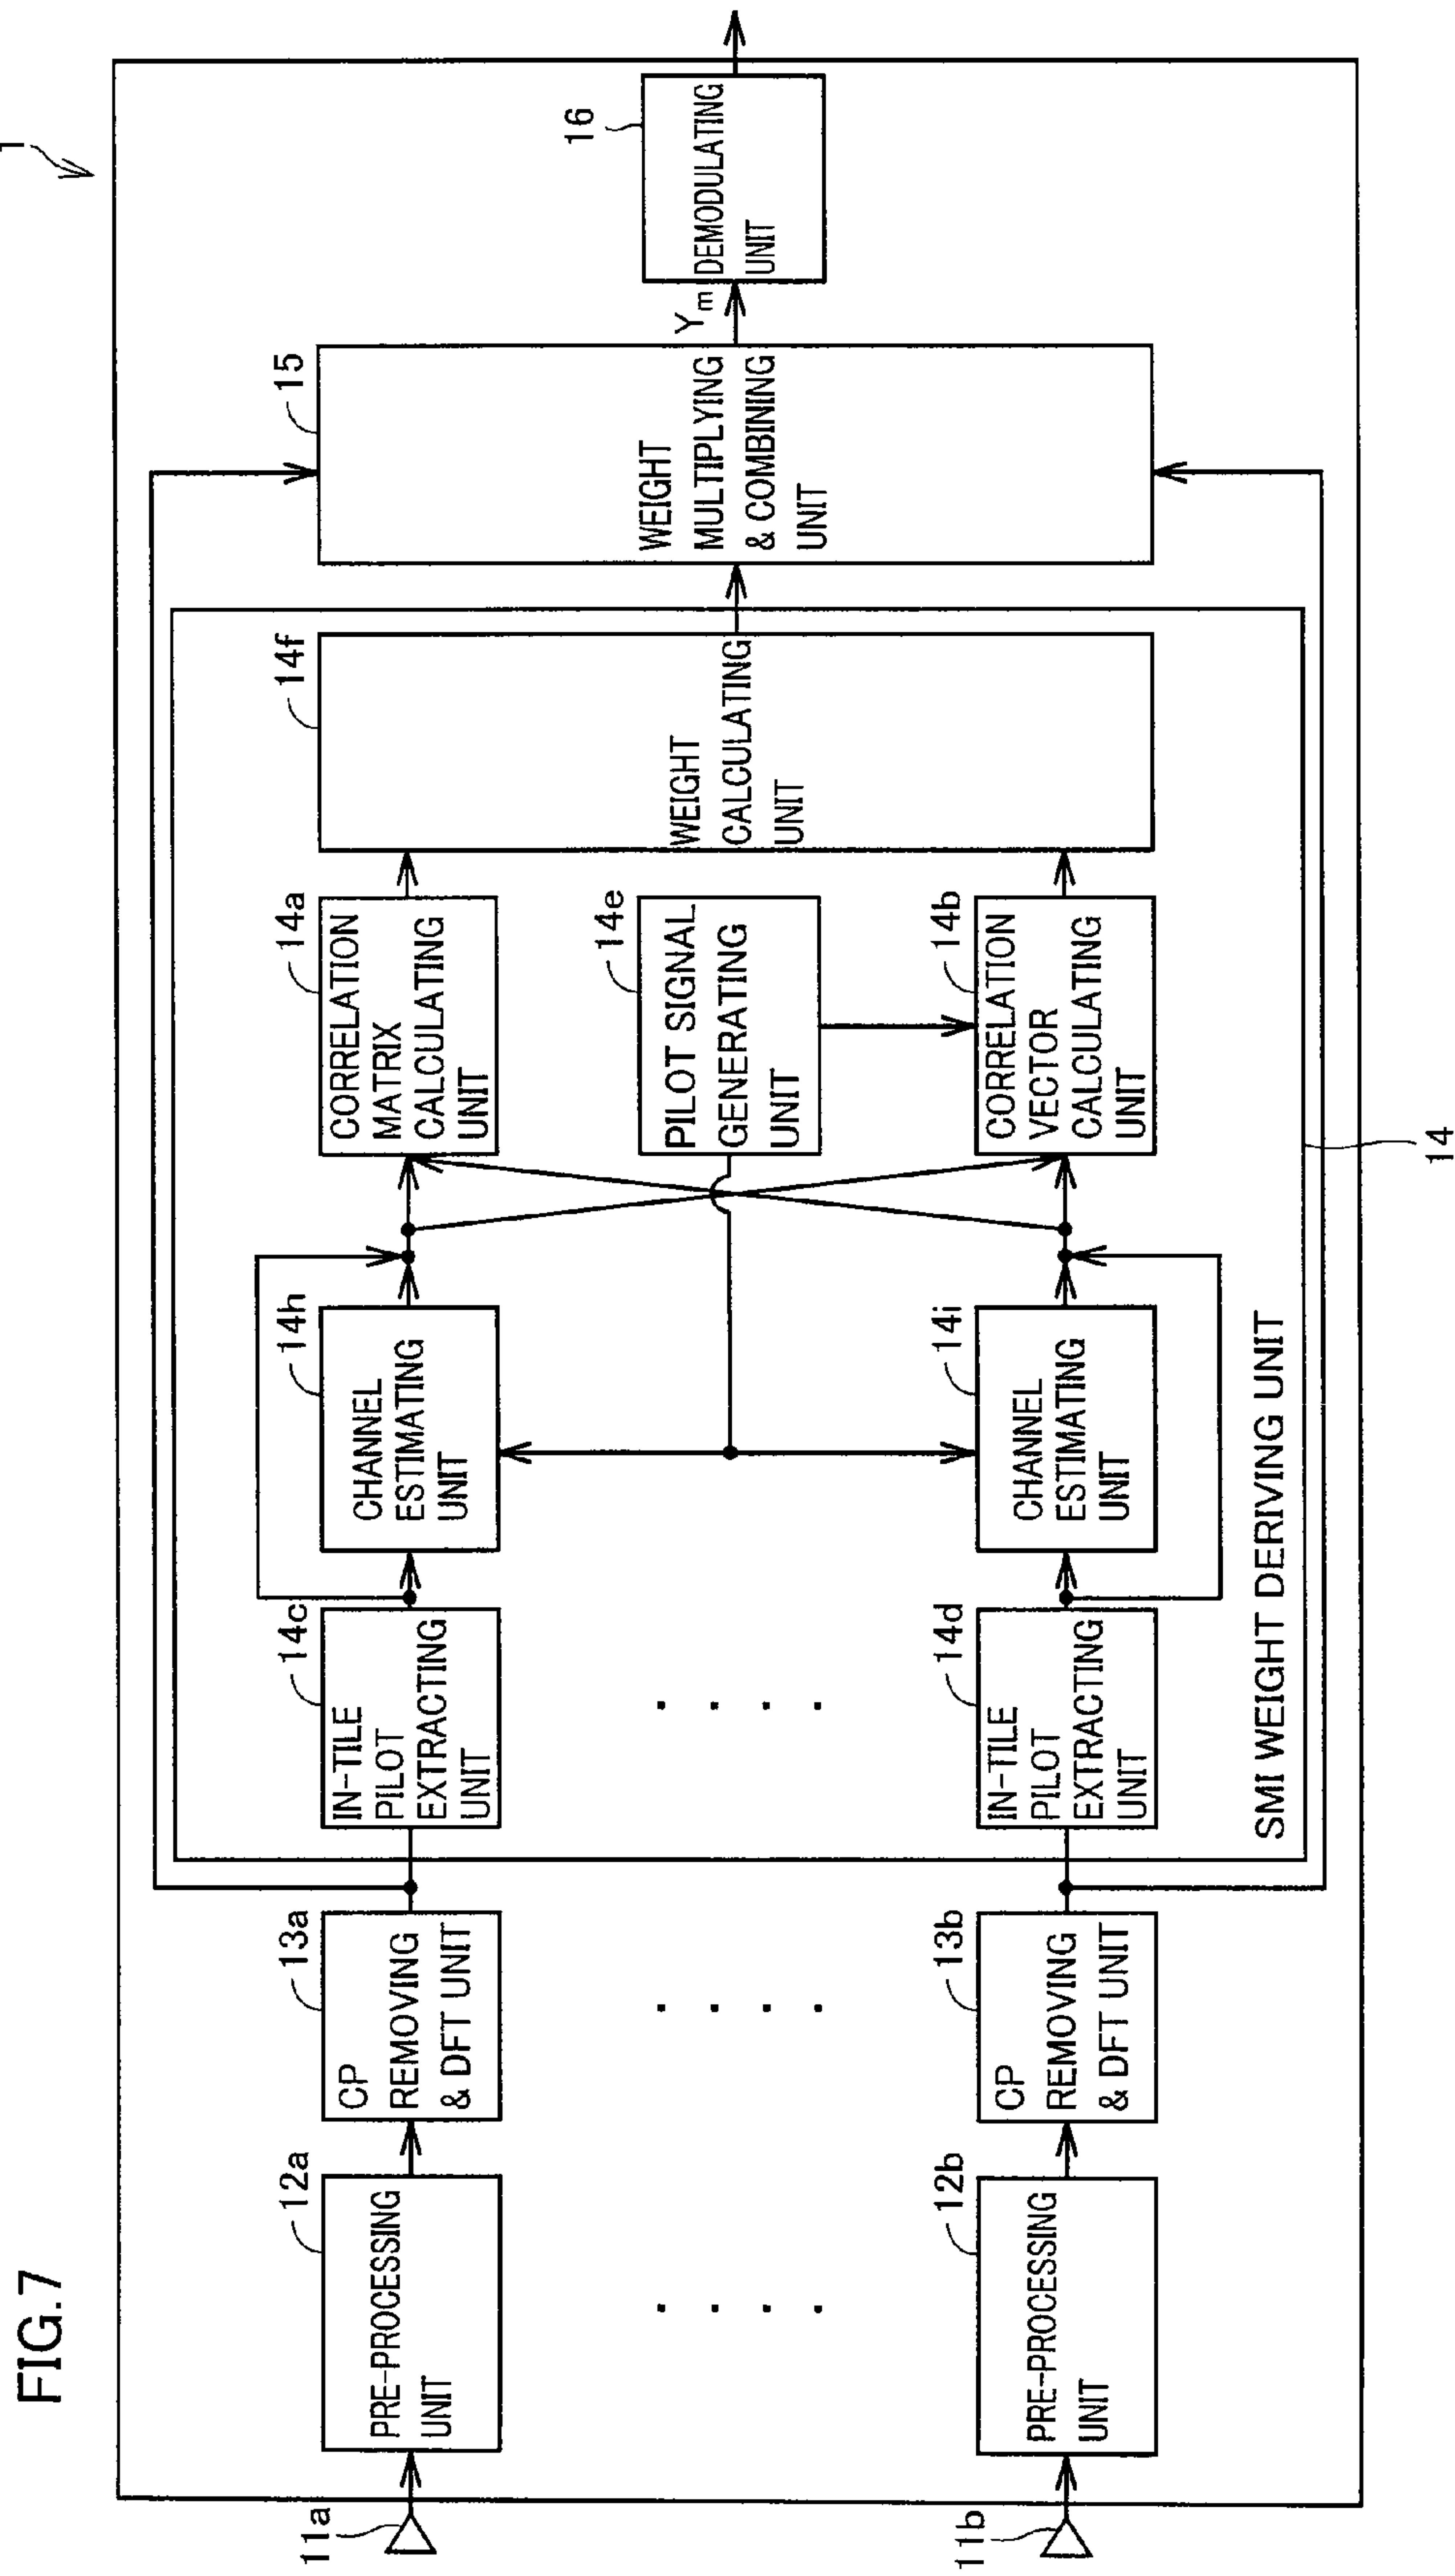 FIG.7
1
11a
12a
PRE-PROCESSING
UNIT
13a
CP
REMOVING
& DFT UNIT
14c
IN-TILE
PILOT
EXTRACTING
UNIT
14h
CHANNEL
ESTIMATING
UNIT
14a
CORRELATION
MATRIX
CALCULATING
UNIT
14e
PILOT SIGNAL
GENERATING
UNIT
14f
WEIGHT
CALCULATING
UNIT
15
WEIGHT
MULTIPLYING
& COMBINING
UNIT
Ym
16
DEMODULATING
UNIT
11b
12b
PRE-PROCESSING
UNIT
13b
CP
REMOVING
& DFT UNIT
14d
IN-TILE
PILOT
EXTRACTING
UNIT
14i
CHANNEL
ESTIMATING
UNIT
14b
CORRELATION
VECTOR
CALCULATING
UNIT
SMI WEIGHT DERIVING UNIT
14